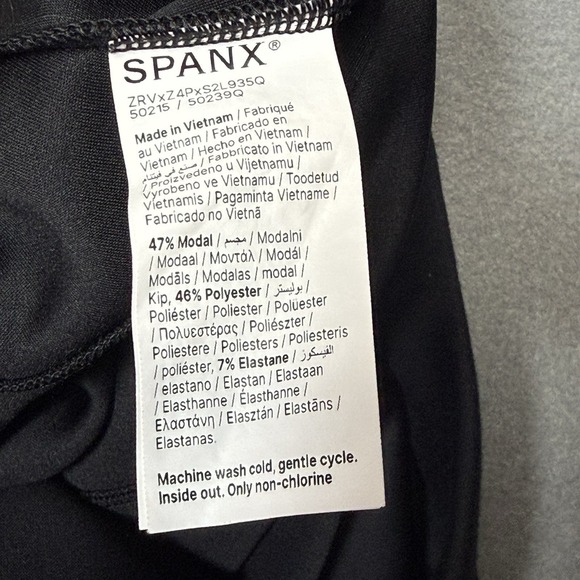 SPANX®
ZRVxZ4PxS2L935Q
50215 / 50239Q
Made in Vietnam / Fabriqué
au Vietnam / Fabricado en
Vietnam / Hecho en Vietnam /
صنع في فيتنام / Fabbricato in Vietnam
/ Proizvedeno u Vijetnamu /
Vyrobeno ve Vietnamu / Toodetud
Vietnamis / Pagaminta Vietname /
Fabricado no Vietnã
47% Modal / مجسم / Modalni
/ Modaal / Μοντάλ / Modál /
Modāls / Modalas / modal /
Kip, 46% Polyester / بوليستر /
Poliéster / Poliester / Polüester
/ Πολυεστέρας / Poliészter /
Poliestere / Poliesters / Poliesteris
/ poliéster, 7% Elastane / الفيسكوز
/ elastano / Elastan / Elastaan
/ Elasthanne / Élasthanne /
Ελαστάνη / Elasztán / Elastāns /
Elastanas.
Machine wash cold, gentle cycle.
Inside out. Only non-chlorine